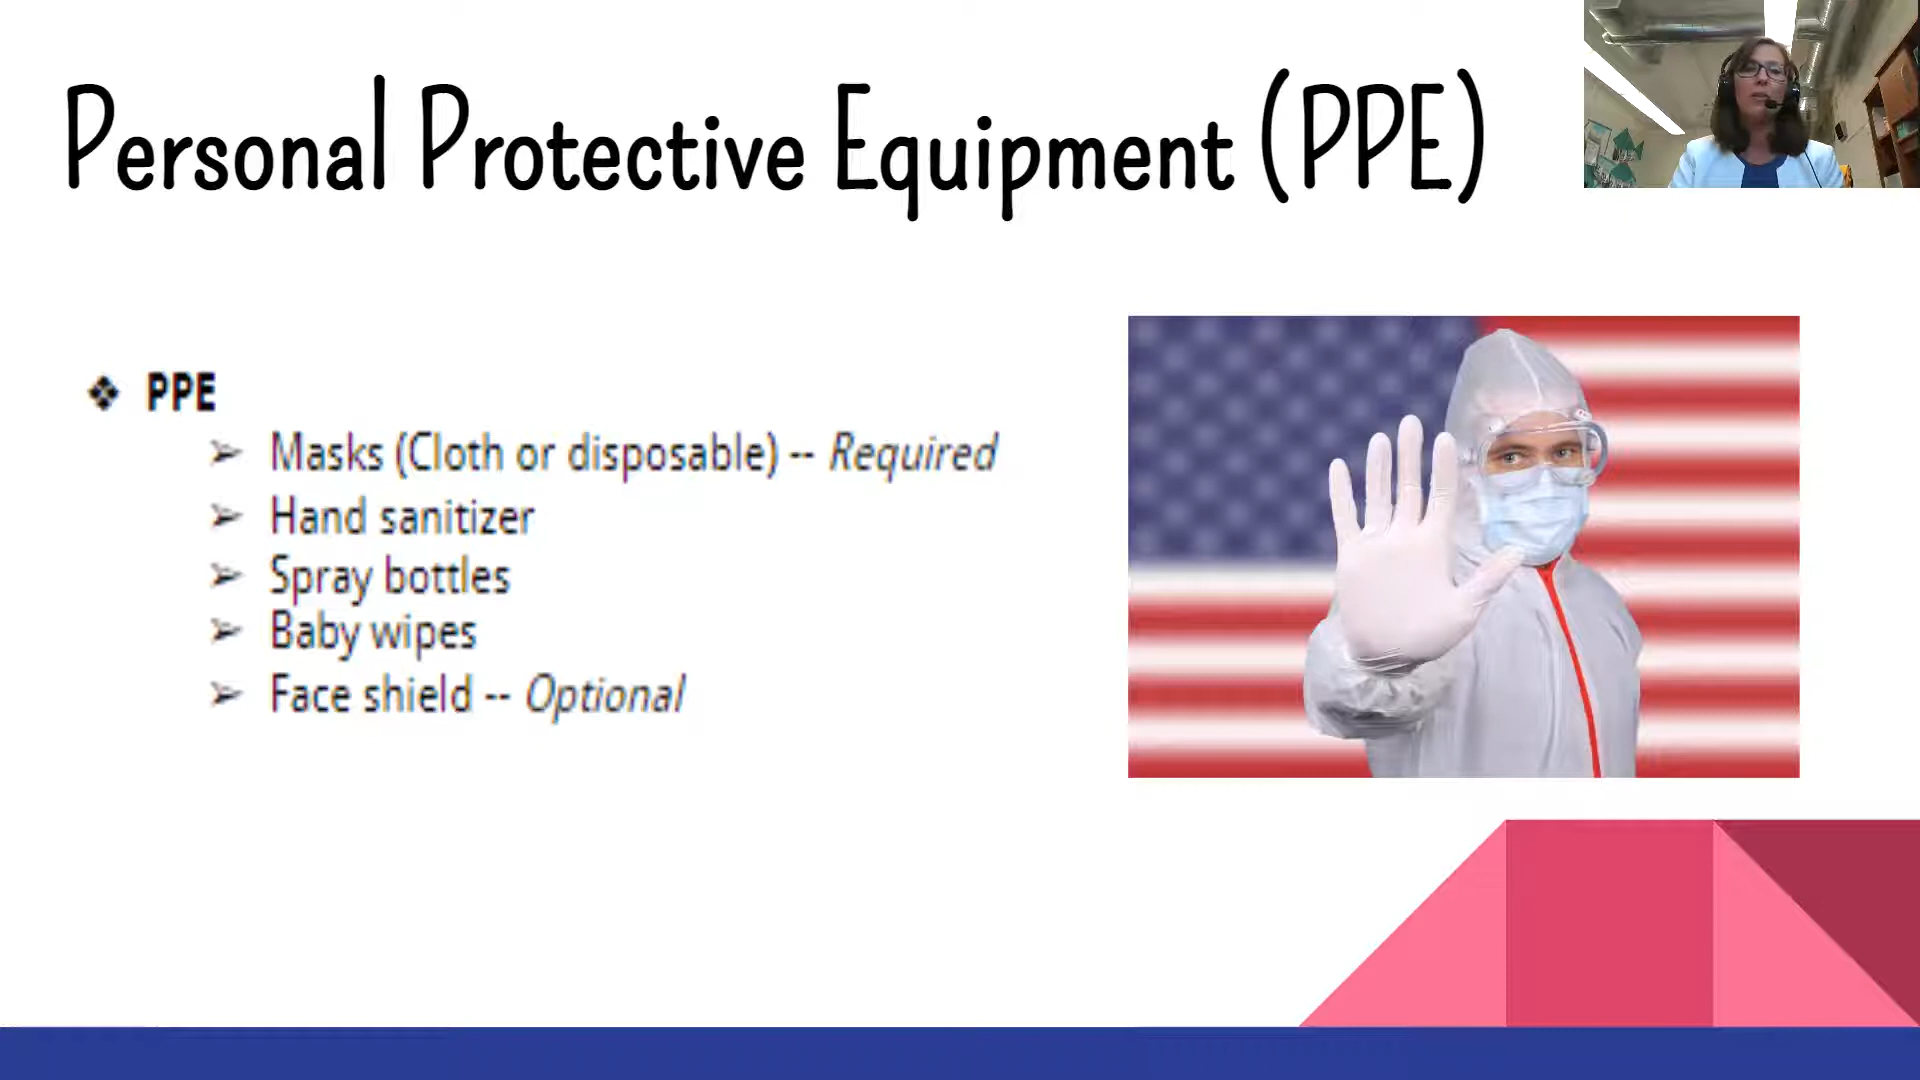 Personal Protective Equipment (PPE)
❖ PPE
➢ Masks (Cloth or disposable) -- Required
➢ Hand sanitizer
➢ Spray bottles
➢ Baby wipes
➢ Face shield -- Optional